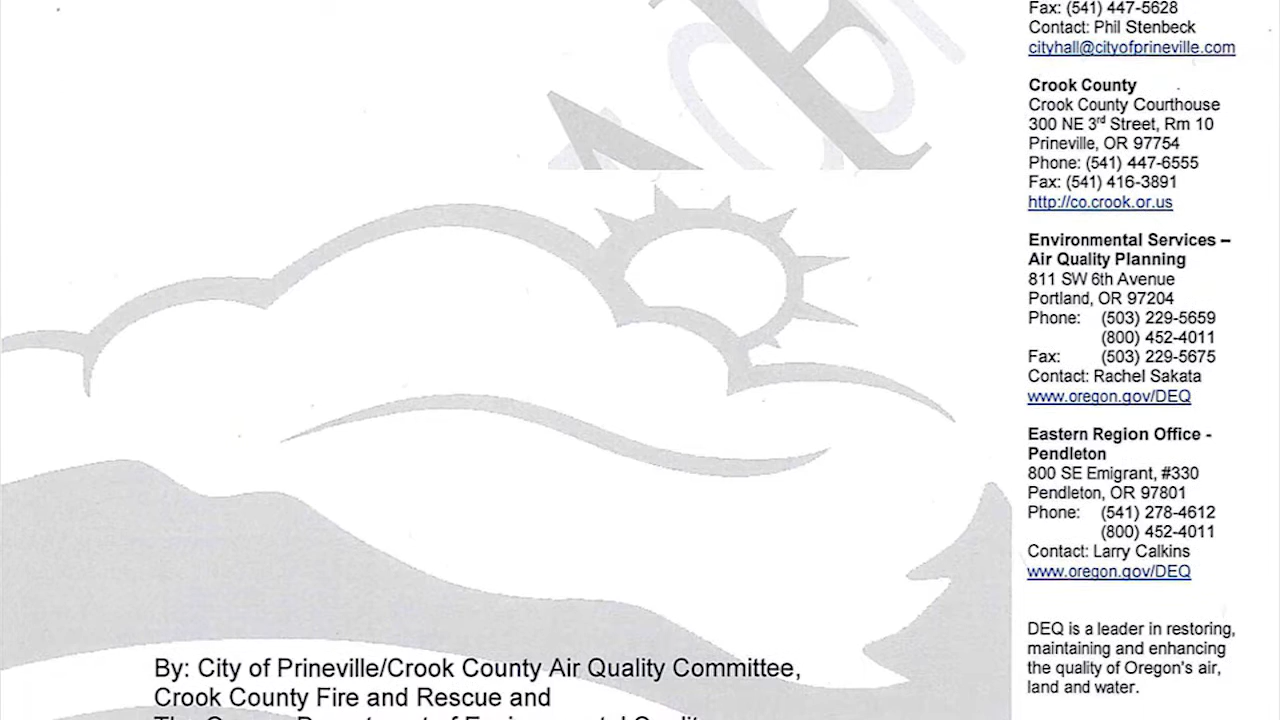 Fax: (541) 447-5628
Contact: Phil Stenbeck
cityhall@cityofprineville.com
Crook County
Crook County Courthouse
300 NE 3rd Street, Rm 10
Prineville, OR 97754
Phone: (541) 447-6555
Fax: (541) 416-3891
http://co.crook.or.us
Environmental Services –
Air Quality Planning
811 SW 6th Avenue
Portland, OR 97204
Phone: (503) 229-5659
(800) 452-4011
Fax: (503) 229-5675
Contact: Rachel Sakata
www.oregon.gov/DEQ
Eastern Region Office -
Pendleton
800 SE Emigrant, #330
Pendleton, OR 97801
Phone: (541) 278-4612
(800) 452-4011
Contact: Larry Calkins
www.oregon.gov/DEQ
DEQ is a leader in restoring,
maintaining and enhancing
the quality of Oregon's air,
land and water.
By: City of Prineville/Crook County Air Quality Committee,
Crook County Fire and Rescue and
The Oregon Department of Environmental Quality